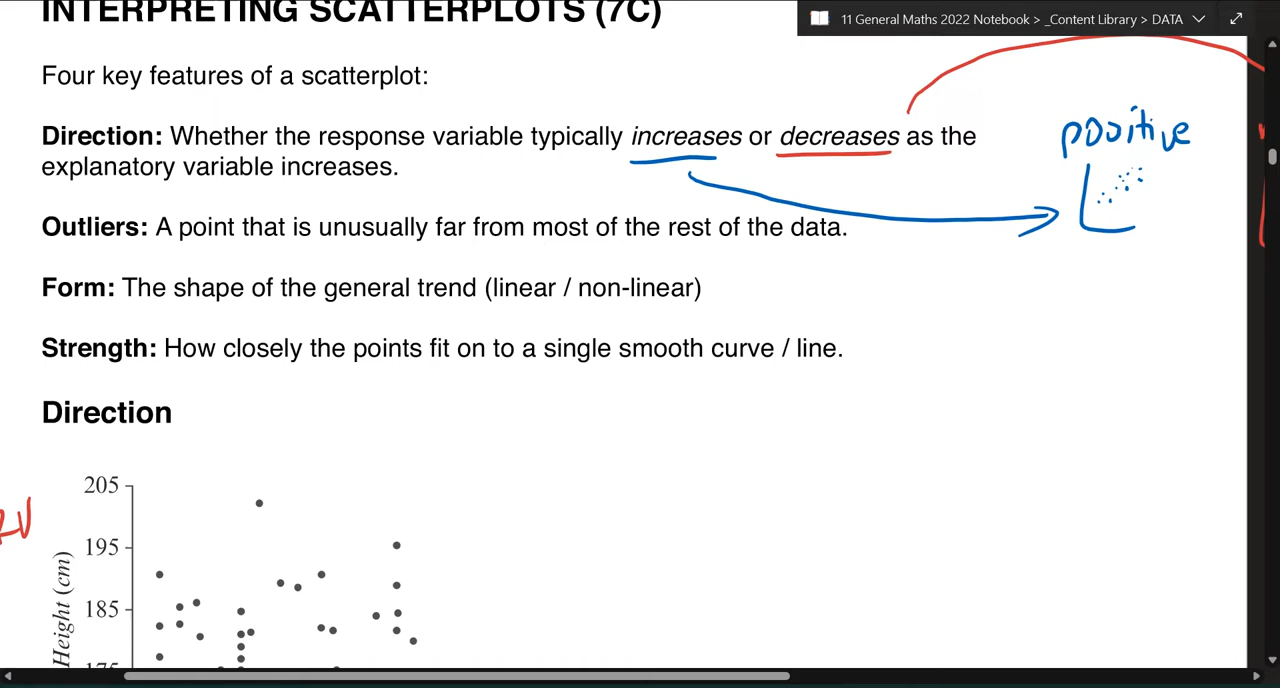 INTERPRETING SCATTERPLOTS (7C)
11 General Maths 2022 Notebook > _Content Library > DATA
Four key features of a scatterplot:
Direction: Whether the response variable typically increases or decreases as the
explanatory variable increases.
positive
Outliers: A point that is unusually far from most of the rest of the data.
Form: The shape of the general trend (linear / non-linear)
Strength: How closely the points fit on to a single smooth curve / line.
Direction
205
195
185
175
Height (cm)